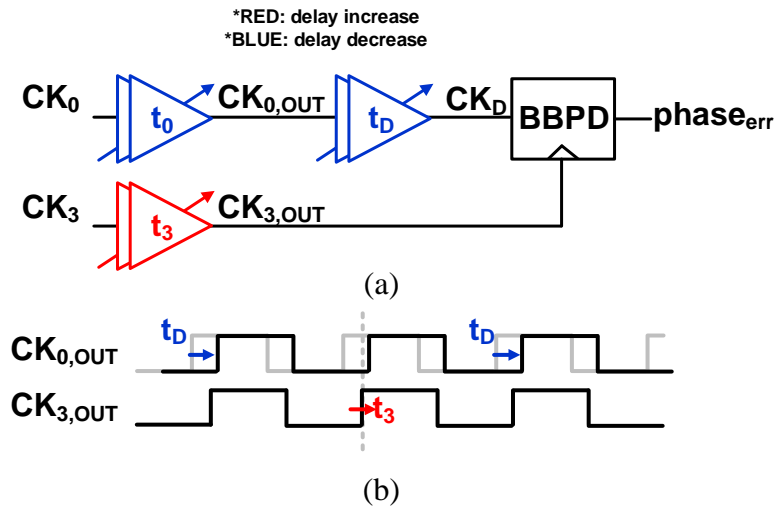 *RED: delay increase
*BLUE: delay decrease
CK0
t0
CK0,OUT
tD
CKD
BBPD
phaseerr
CK3
t3
CK3,OUT
(a)
tD
tD
CK0,OUT
CK3,OUT
t3
(b)